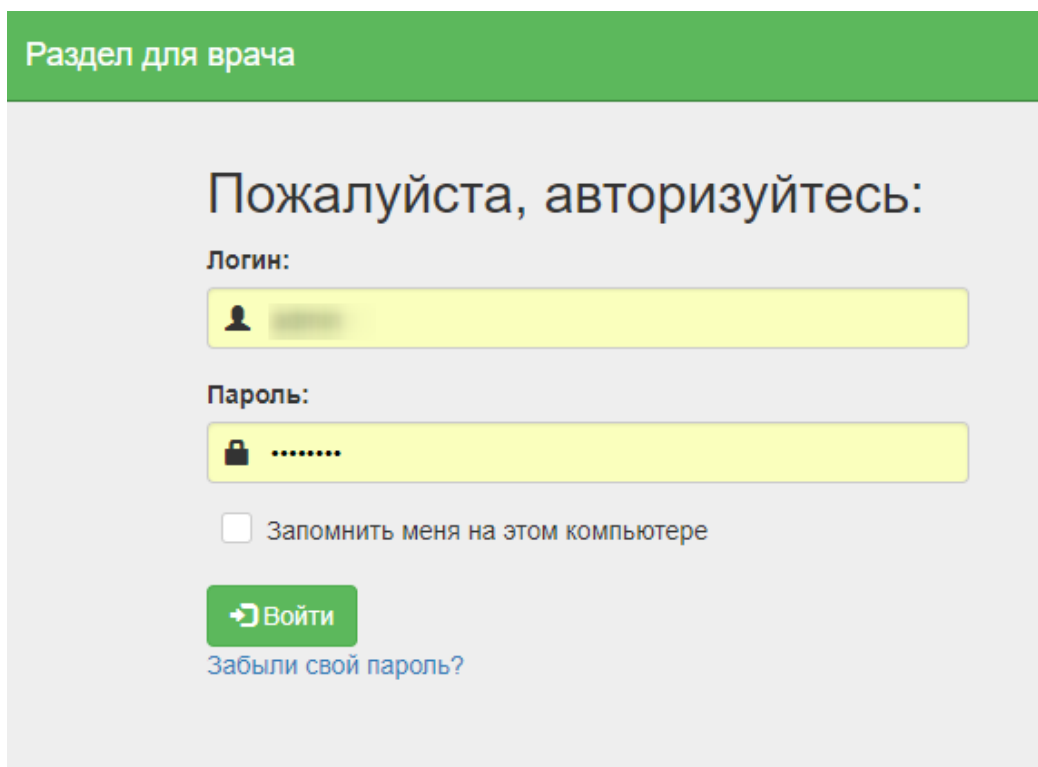 Раздел для врача
Пожалуйста, авторизуйтесь:
Логин:
Пароль:
••••••••
Запомнить меня на этом компьютере
Войти
Забыли свой пароль?